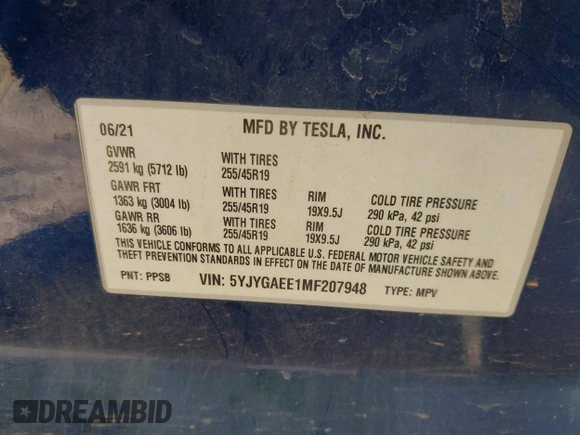 06/21 MFD BY TESLA, INC.
GVWR WITH TIRES
2591 kg (5712 lb) 255/45R19
GAWR FRT WITH TIRES RIM COLD TIRE PRESSURE
1363 kg (3004 lb) 255/45R19 19X9.5J 290 kPa, 42 psi
GAWR RR WITH TIRES RIM COLD TIRE PRESSURE
1636 kg (3606 lb) 255/45R19 19X9.5J 290 kPa, 42 psi
THIS VEHICLE CONFORMS TO ALL APPLICABLE U.S. FEDERAL MOTOR VEHICLE SAFETY AND
THEFT PREVENTION STANDARDS IN EFFECT ON THE DATE OF MANUFACTURE SHOWN ABOVE.
PNT: PPSB VIN: 5YJYGAEE1MF207948 TYPE: MPV
DREAMBID